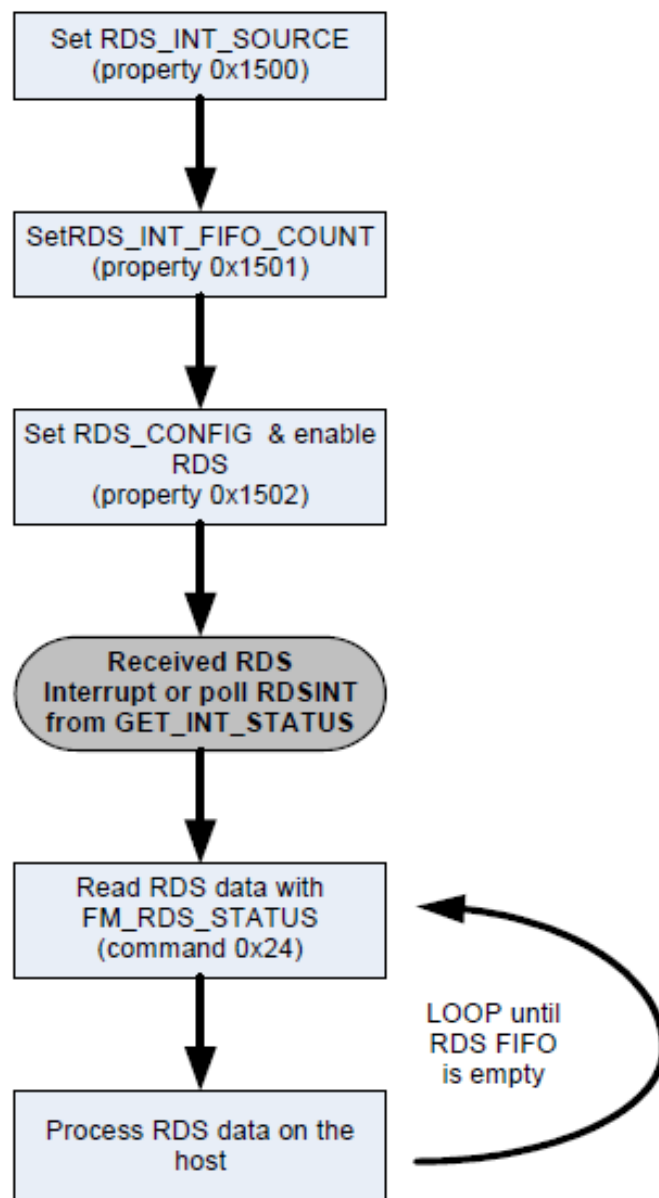 Set RDS_INT_SOURCE
(property 0x1500)
SetRDS_INT_FIFO_COUNT
(property 0x1501)
Set RDS_CONFIG & enable
RDS
(property 0x1502)
Received RDS
Interrupt or poll RDSINT
from GET_INT_STATUS
Read RDS data with
FM_RDS_STATUS
(command 0x24)
LOOP until
RDS FIFO
is empty
Process RDS data on the
host